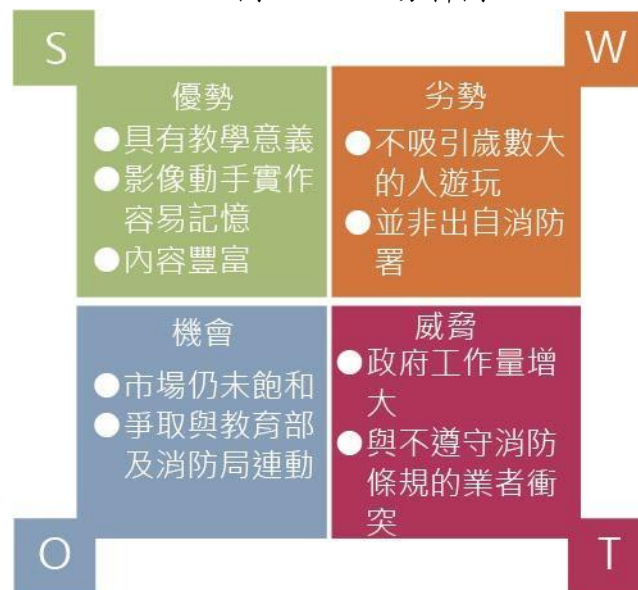 S
W
優勢
●具有教學意義
●影像動手實作
容易記憶
●內容豐富
劣勢
●不吸引歲數大
的人遊玩
●並非出自消防
署
機會
●市場仍未飽和
●爭取與教育部
及消防局連動
威脅
●政府工作量增
大
●與不遵守消防
條規的業者衝
突
O
T